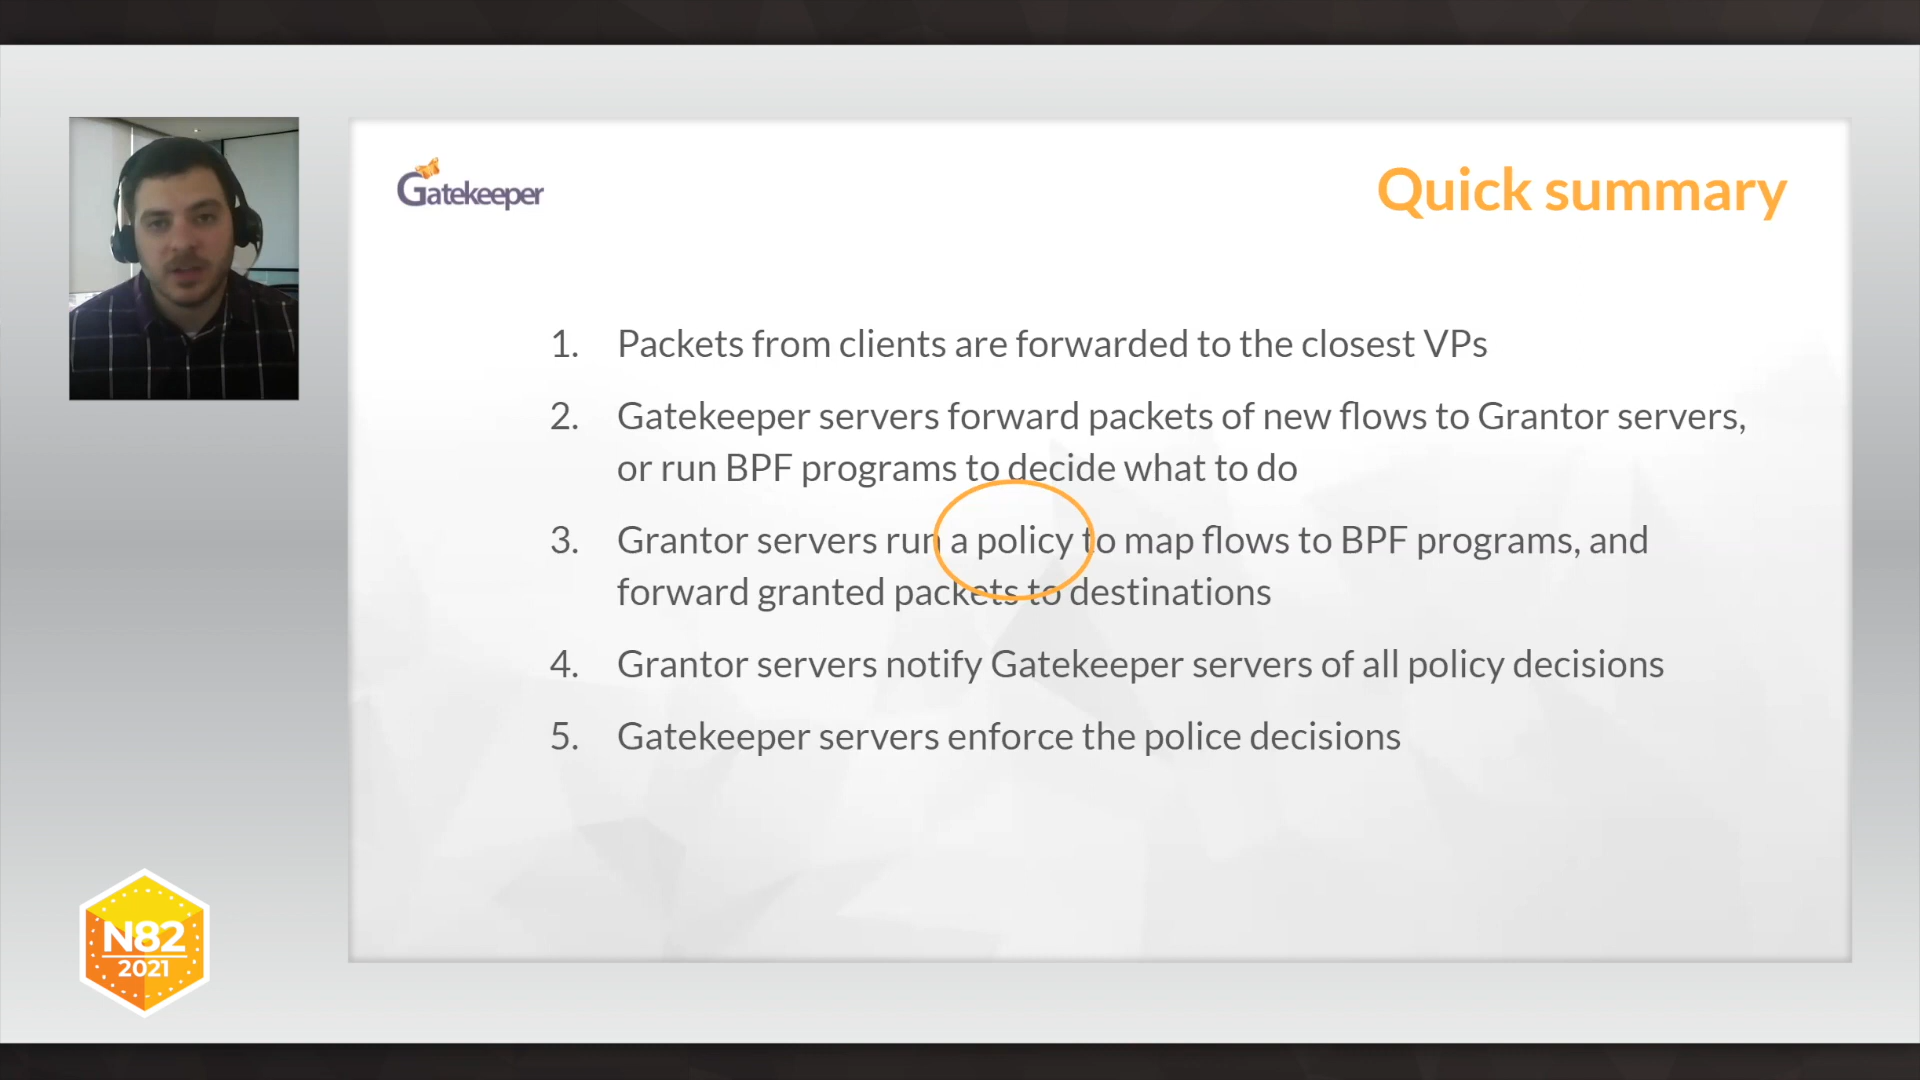 Gatekeeper
Quick summary
1. Packets from clients are forwarded to the closest VPs
2. Gatekeeper servers forward packets of new flows to Grantor servers,
or run BPF programs to decide what to do
3. Grantor servers run a policy to map flows to BPF programs, and
forward granted packets to destinations
4. Grantor servers notify Gatekeeper servers of all policy decisions
5. Gatekeeper servers enforce the police decisions
N82
2021